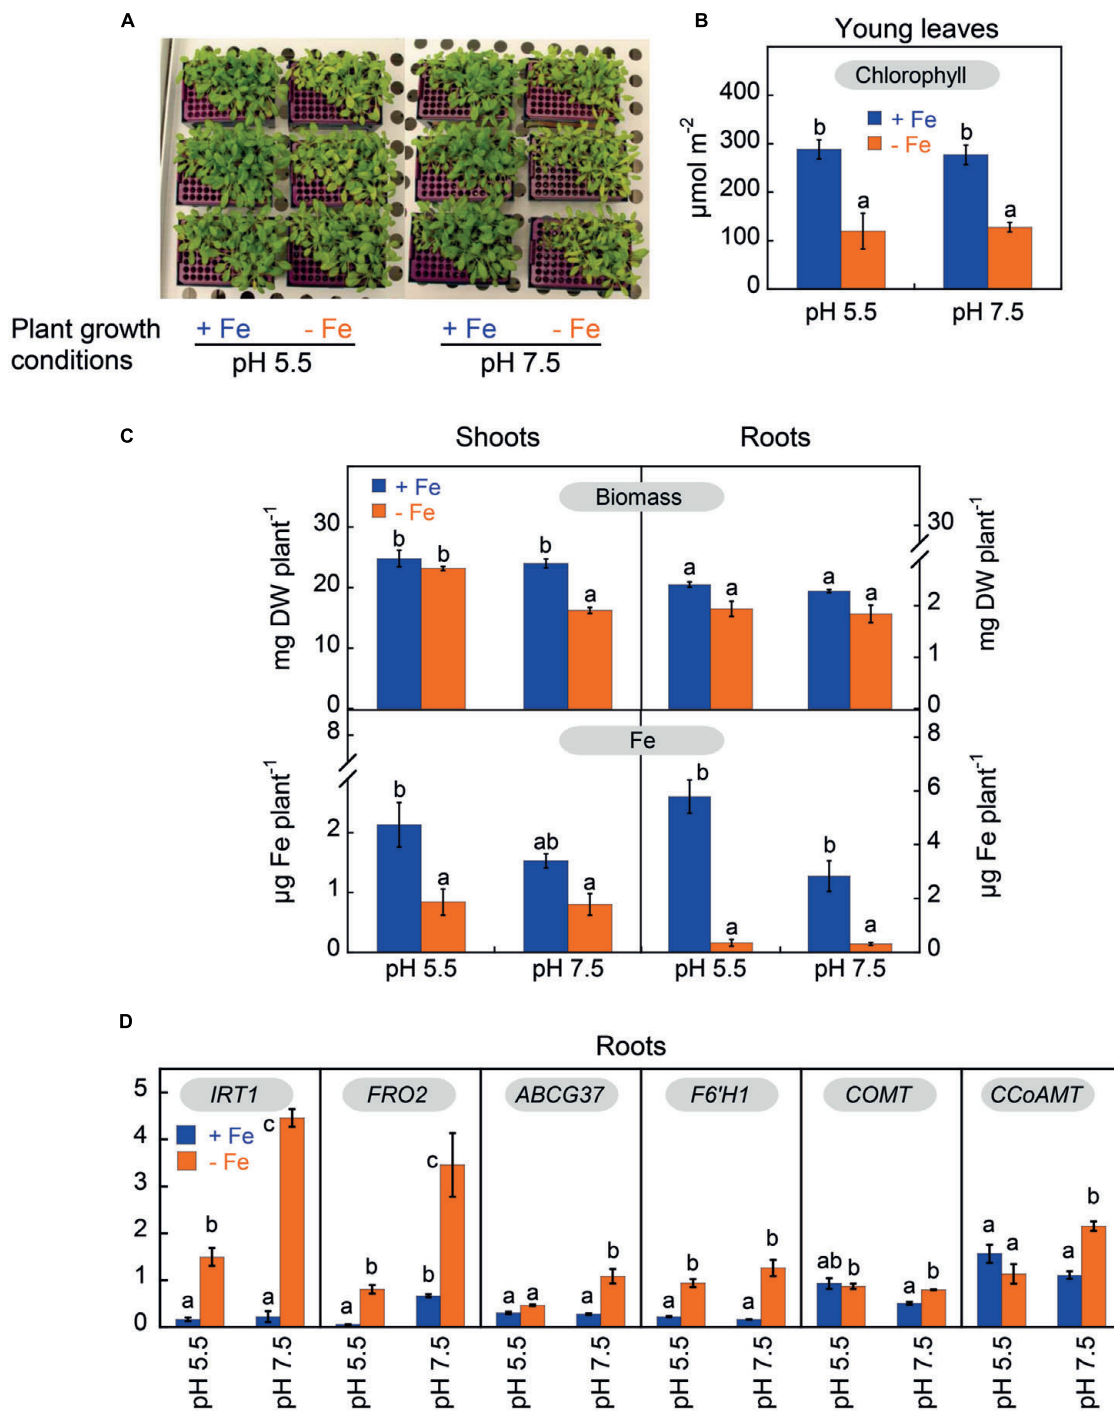 A
Plant growth conditions
+ Fe - Fe + Fe - Fe
pH 5.5 pH 7.5
B
Young leaves
Chlorophyll
+ Fe
- Fe
µmol m⁻²
400
300
200
100
0
b a b a
pH 5.5 pH 7.5
C
Shoots Roots
Biomass
+ Fe
- Fe
mg DW plant⁻¹
30
20
10
0
b b b a a a a a
30
2
1
0
mg DW plant⁻¹
Fe
µg Fe plant⁻¹
8
2
1
0
b a ab a b a b a
8
6
4
2
0
µg Fe plant⁻¹
pH 5.5 pH 7.5 pH 5.5 pH 7.5
D
Roots
IRT1 FRO2 ABCG37 F6'H1 COMT CCoAMT
+ Fe
- Fe
5
4
3
2
1
0
a b a c a b b c a a a b a b a b ab b a b a a a b
pH 5.5 pH 7.5 pH 5.5 pH 7.5 pH 5.5 pH 7.5 pH 5.5 pH 7.5 pH 5.5 pH 7.5 pH 5.5 pH 7.5